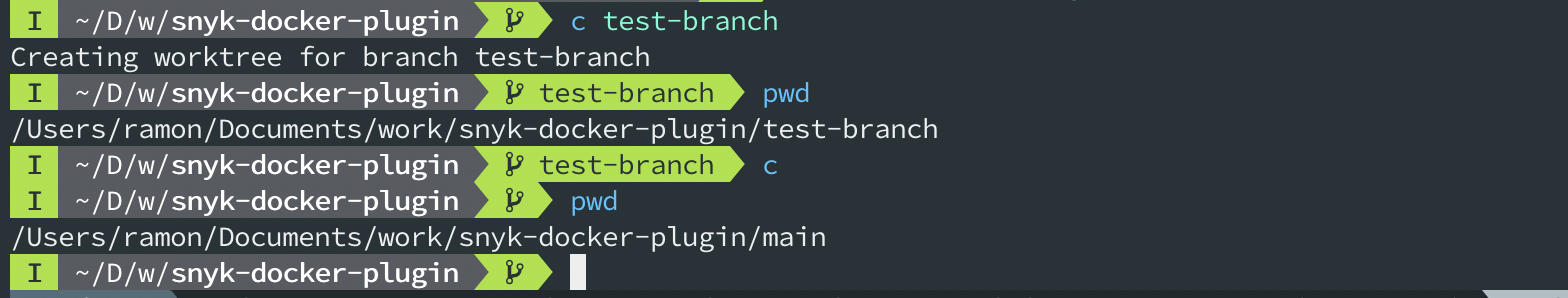 I ~/D/w/snyk-docker-plugin c test-branch
Creating worktree for branch test-branch
I ~/D/w/snyk-docker-plugin test-branch pwd
/Users/ramon/Documents/work/snyk-docker-plugin/test-branch
I ~/D/w/snyk-docker-plugin test-branch c
I ~/D/w/snyk-docker-plugin pwd
/Users/ramon/Documents/work/snyk-docker-plugin/main
I ~/D/w/snyk-docker-plugin